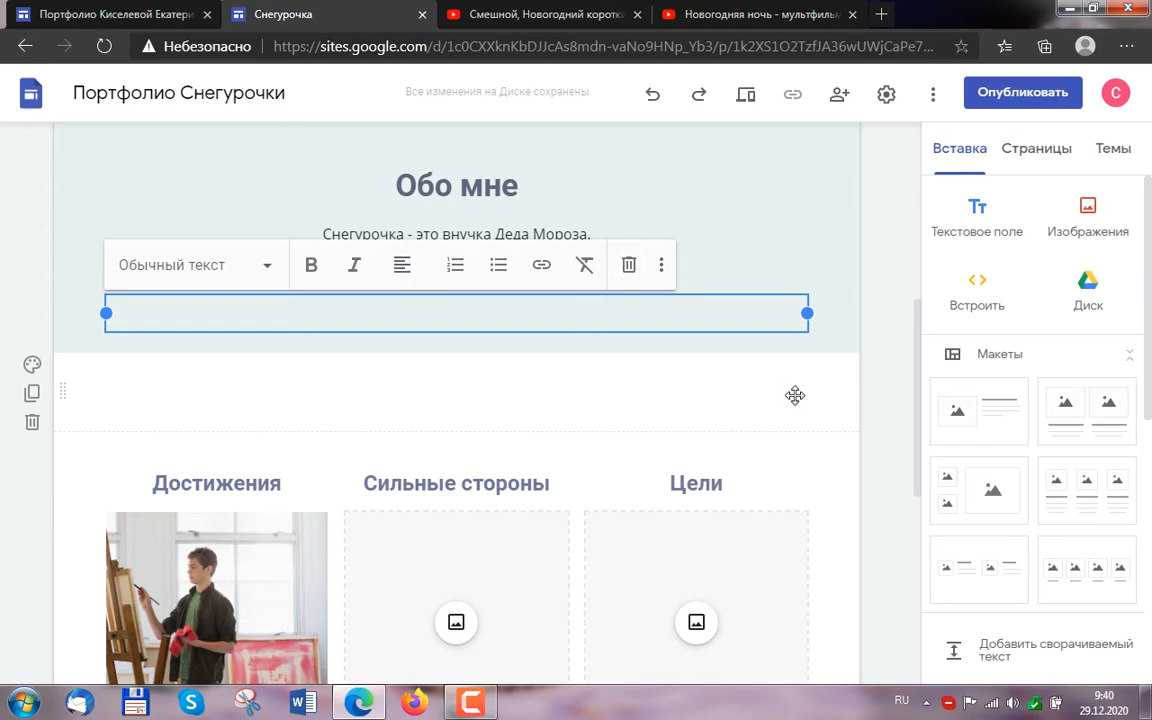 Портфолио Киселевой Екатери
Снегурочка
Смешной, Новогодний коротки
Новогодняя ночь - мультфиль
Небезопасно
https://sites.google.com/d/1c0CXXknKbDJJcAs8mdn-vaNo9HNp_Yb3/p/1k2XS1O2TzfJA36wUWjCaPe7...
Портфолио Снегурочки
Все изменения на Диске сохранены
Опубликовать
С
Вставка
Страницы
Темы
Обо мне
Снегурочка - это внучка Деда Мороза.
Обычный текст
Текстовое поле
Изображения
Встроить
Диск
Макеты
Достижения
Сильные стороны
Цели
Добавить сворачиваемый
текст
RU
9:40
29.12.2020